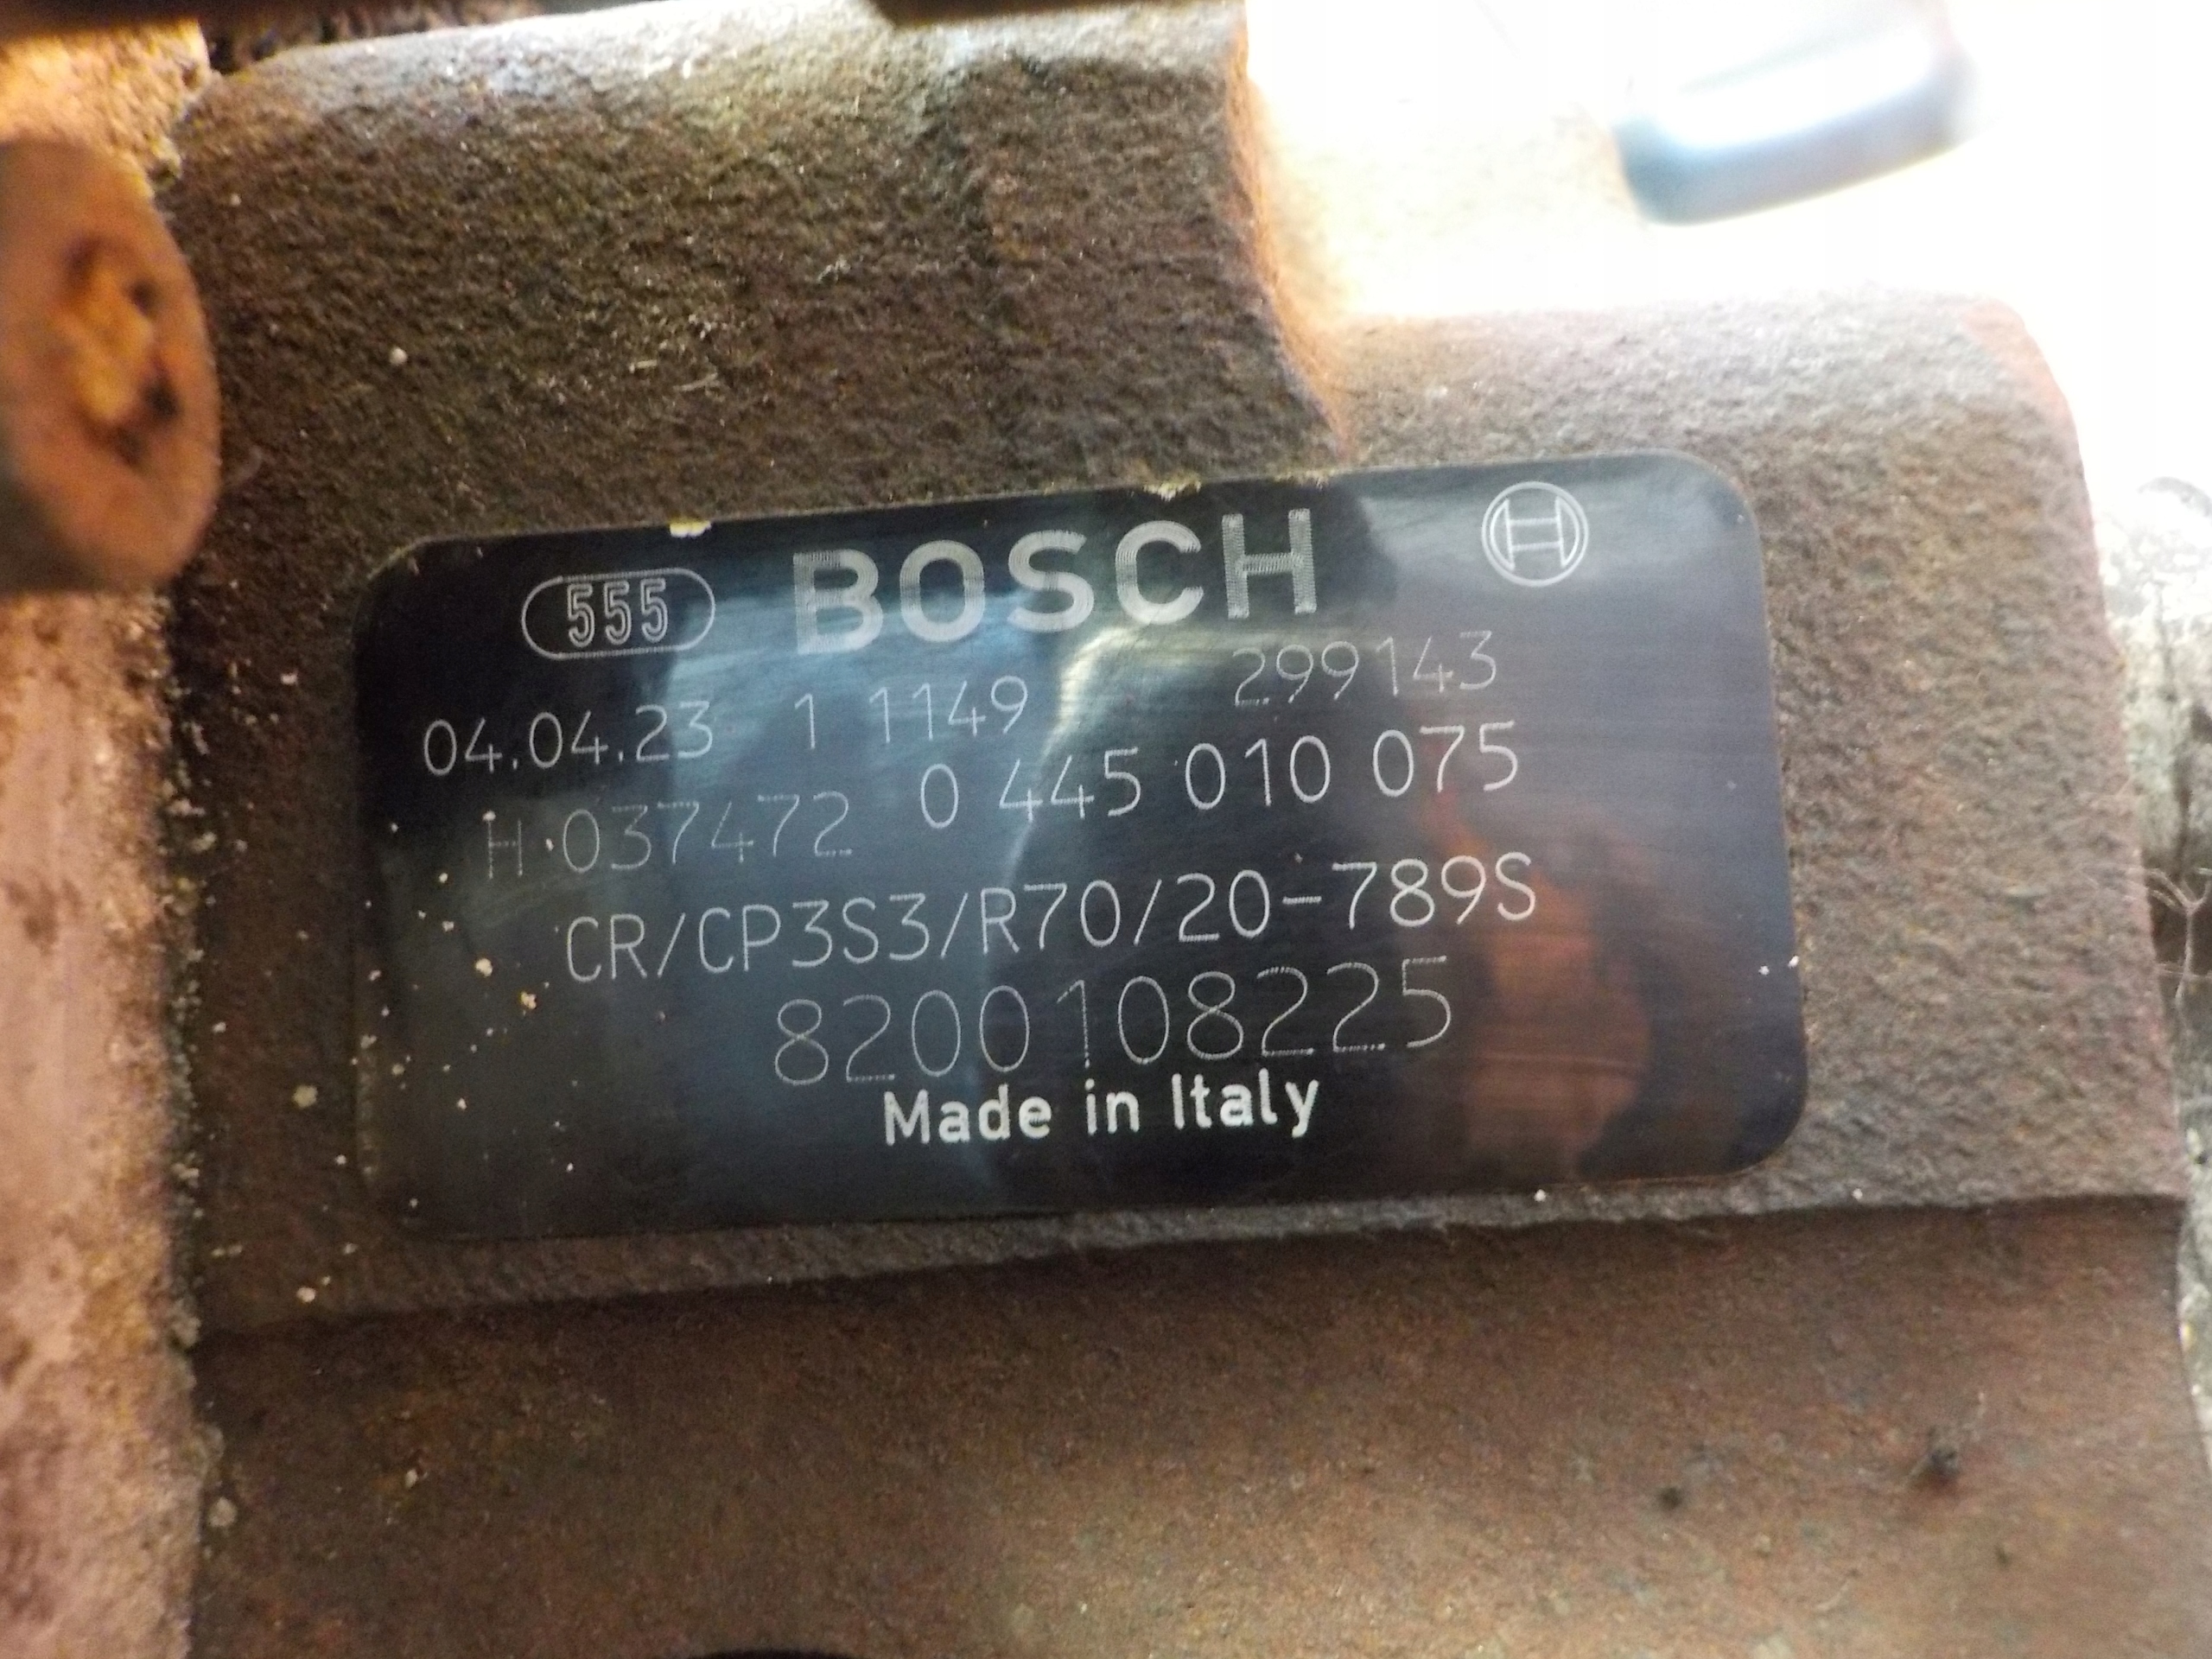 555 BOSCH
04.04.23 1 1149 299143
H 037472 0 445 010 075
CR/CP3S3/R70/20-789S
8200108225
Made in Italy